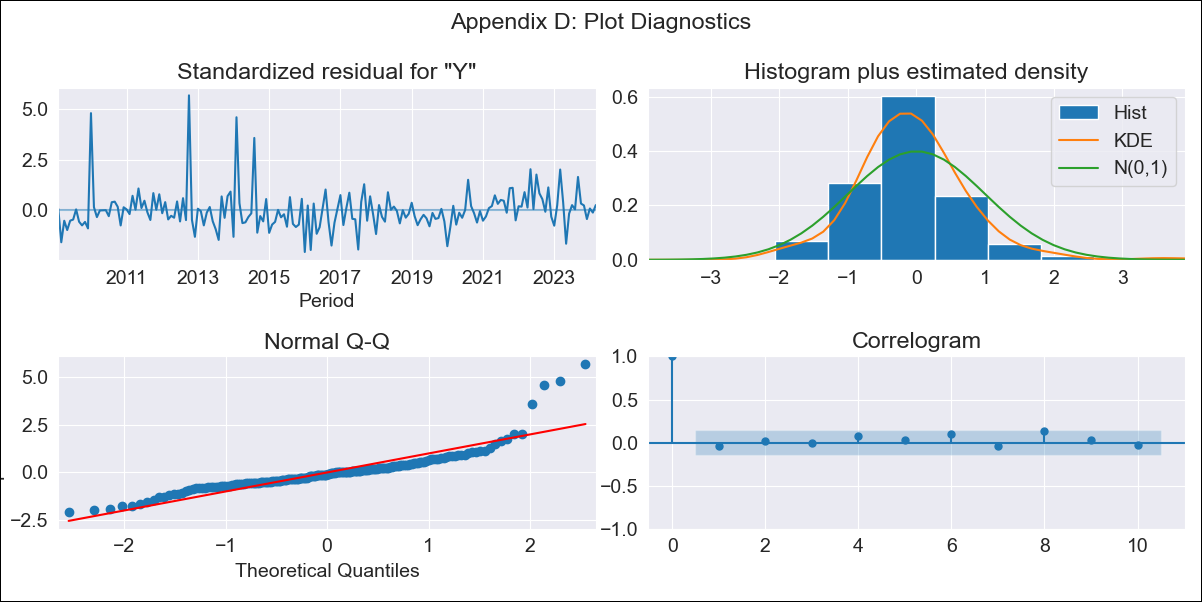 Appendix D: Plot Diagnostics
Standardized residual for "Y"
5.0
2.5
0.0
2011 2013 2015 2017 2019 2021 2023
Period
Histogram plus estimated density
0.6
0.4
0.2
0.0
−3 −2 −1 0 1 2 3
Hist
KDE
N(0,1)
Normal Q-Q
5.0
2.5
0.0
−2.5
−2 −1 0 1 2
Theoretical Quantiles
Correlogram
1.0
0.5
0.0
−0.5
−1.0
0 2 4 6 8 10